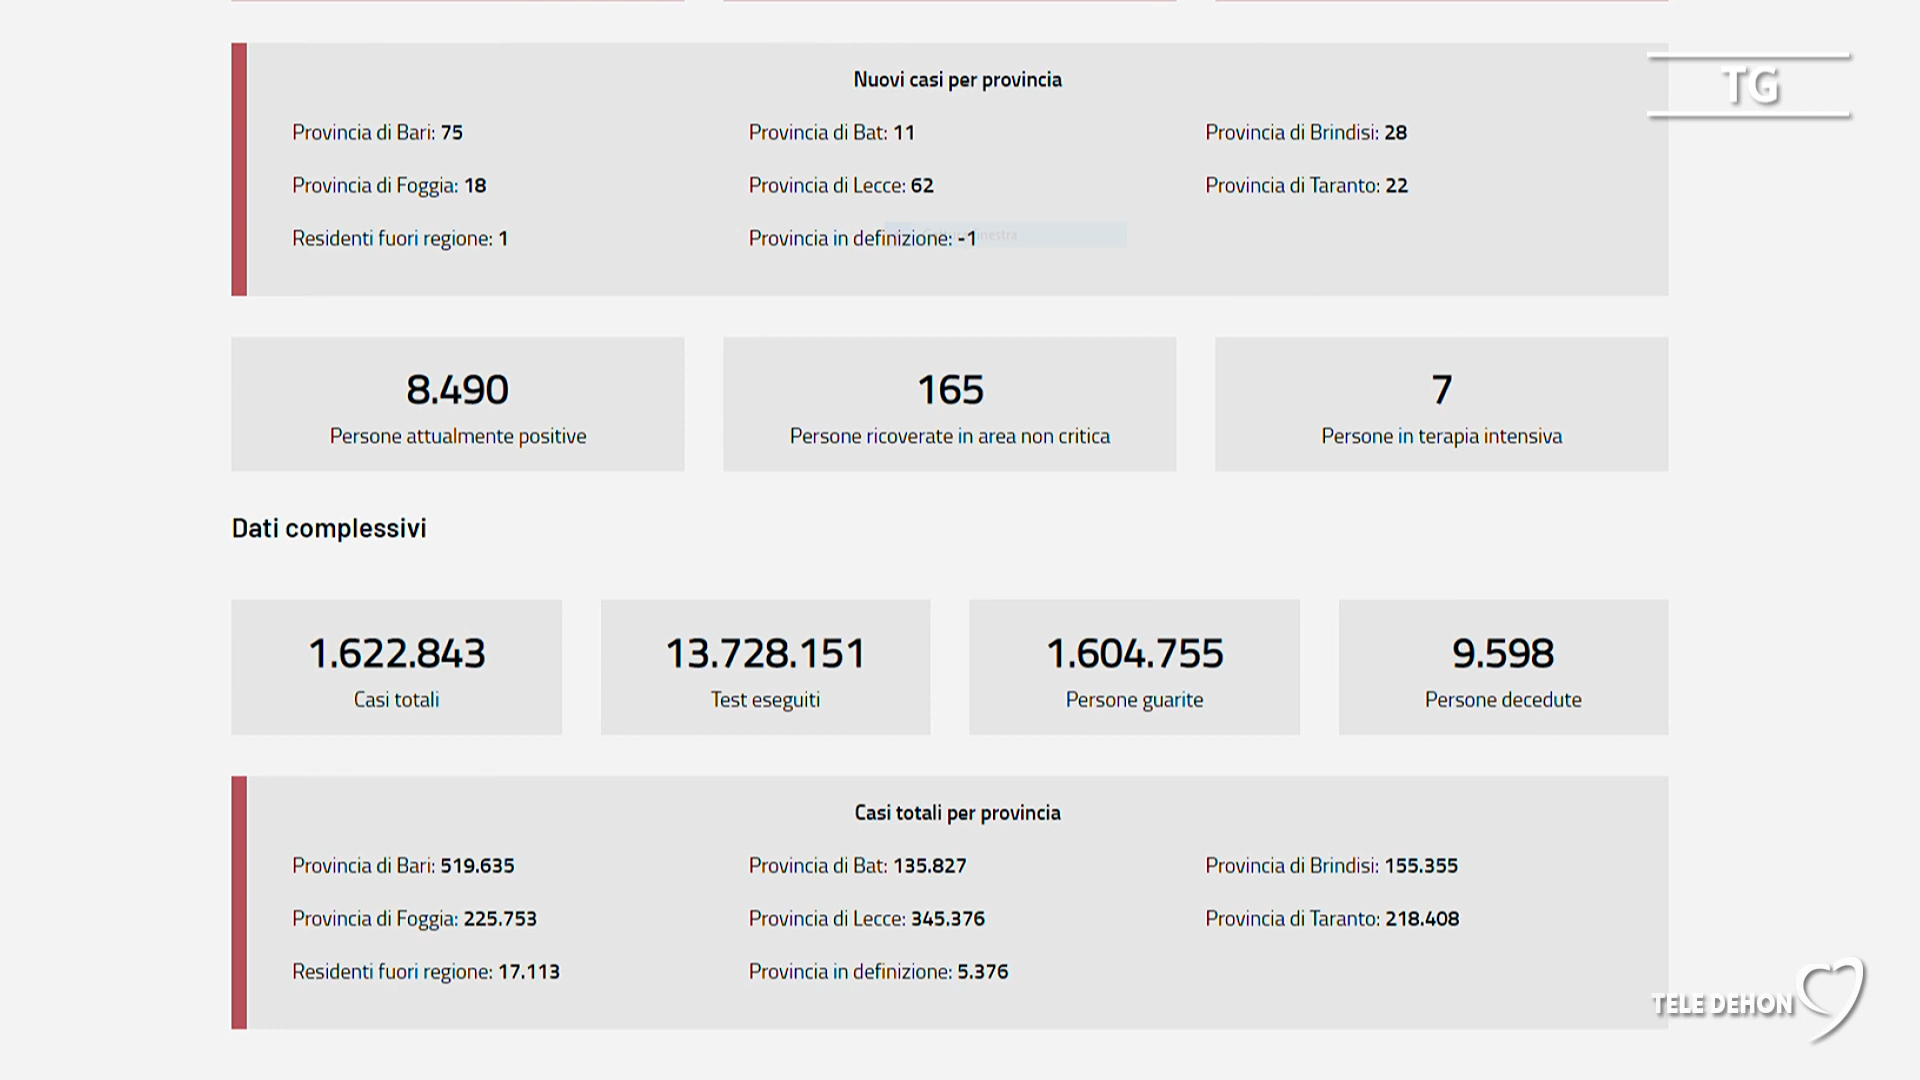 Nuovi casi per provincia
TG
Provincia di Bari: 75
Provincia di Bat: 11
Provincia di Brindisi: 28
Provincia di Foggia: 18
Provincia di Lecce: 62
Provincia di Taranto: 22
Residenti fuori regione: 1
Provincia in definizione: -1
8.490
165
7
Persone attualmente positive
Persone ricoverate in area non critica
Persone in terapia intensiva
Dati complessivi
1.622.843
13.728.151
1.604.755
9.598
Casi totali
Test eseguiti
Persone guarite
Persone decedute
Casi totali per provincia
Provincia di Bari: 519.635
Provincia di Bat: 135.827
Provincia di Brindisi: 155.355
Provincia di Foggia: 225.753
Provincia di Lecce: 345.376
Provincia di Taranto: 218.408
Residenti fuori regione: 17.113
Provincia in definizione: 5.376
TELE DEHON